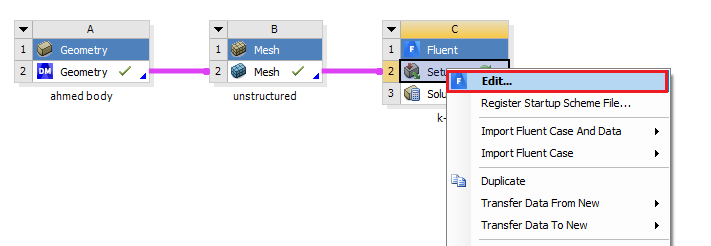 A
1 Geometry
2 DM Geometry
ahmed body
B
1 Mesh
2 Mesh
unstructured
C
1 F Fluent
2
3
k-
F Edit...
Register Startup Scheme File...
Import Fluent Case And Data
Import Fluent Case
Duplicate
Transfer Data From New
Transfer Data To New